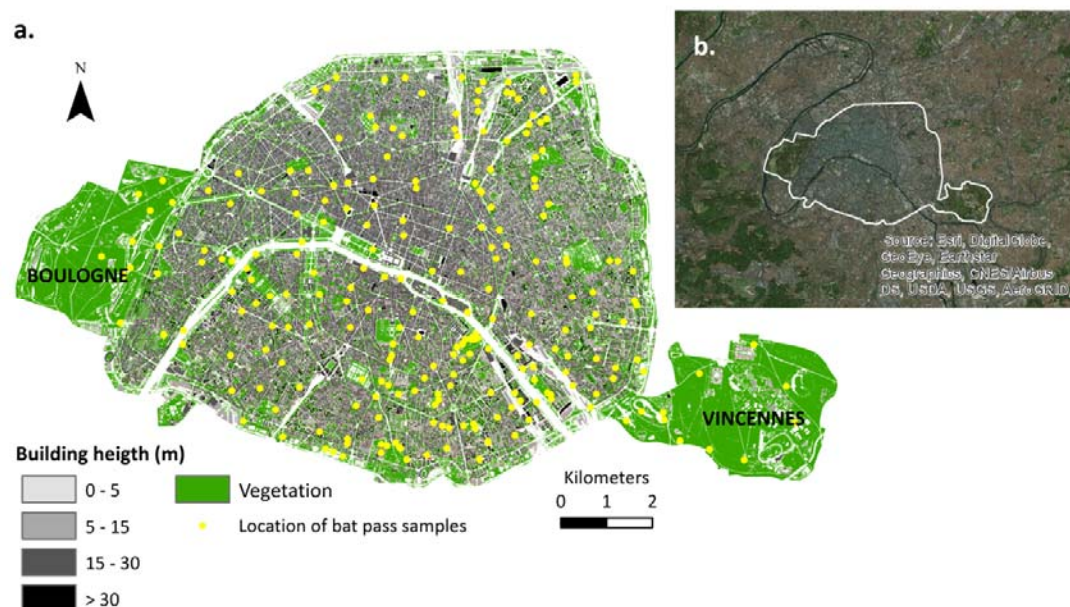 a.
N
BOULOGNE
VINCENNES
Building heigth (m)
0 - 5
5 - 15
15 - 30
> 30
Vegetation
Location of bat pass samples
Kilometers
0 1 2
b.
Source: Esri, DigitalGlobe,
GeoEye, Earthstar
Geographics, CNES/Airbus
DS, USDA, USGS, AeroGRID